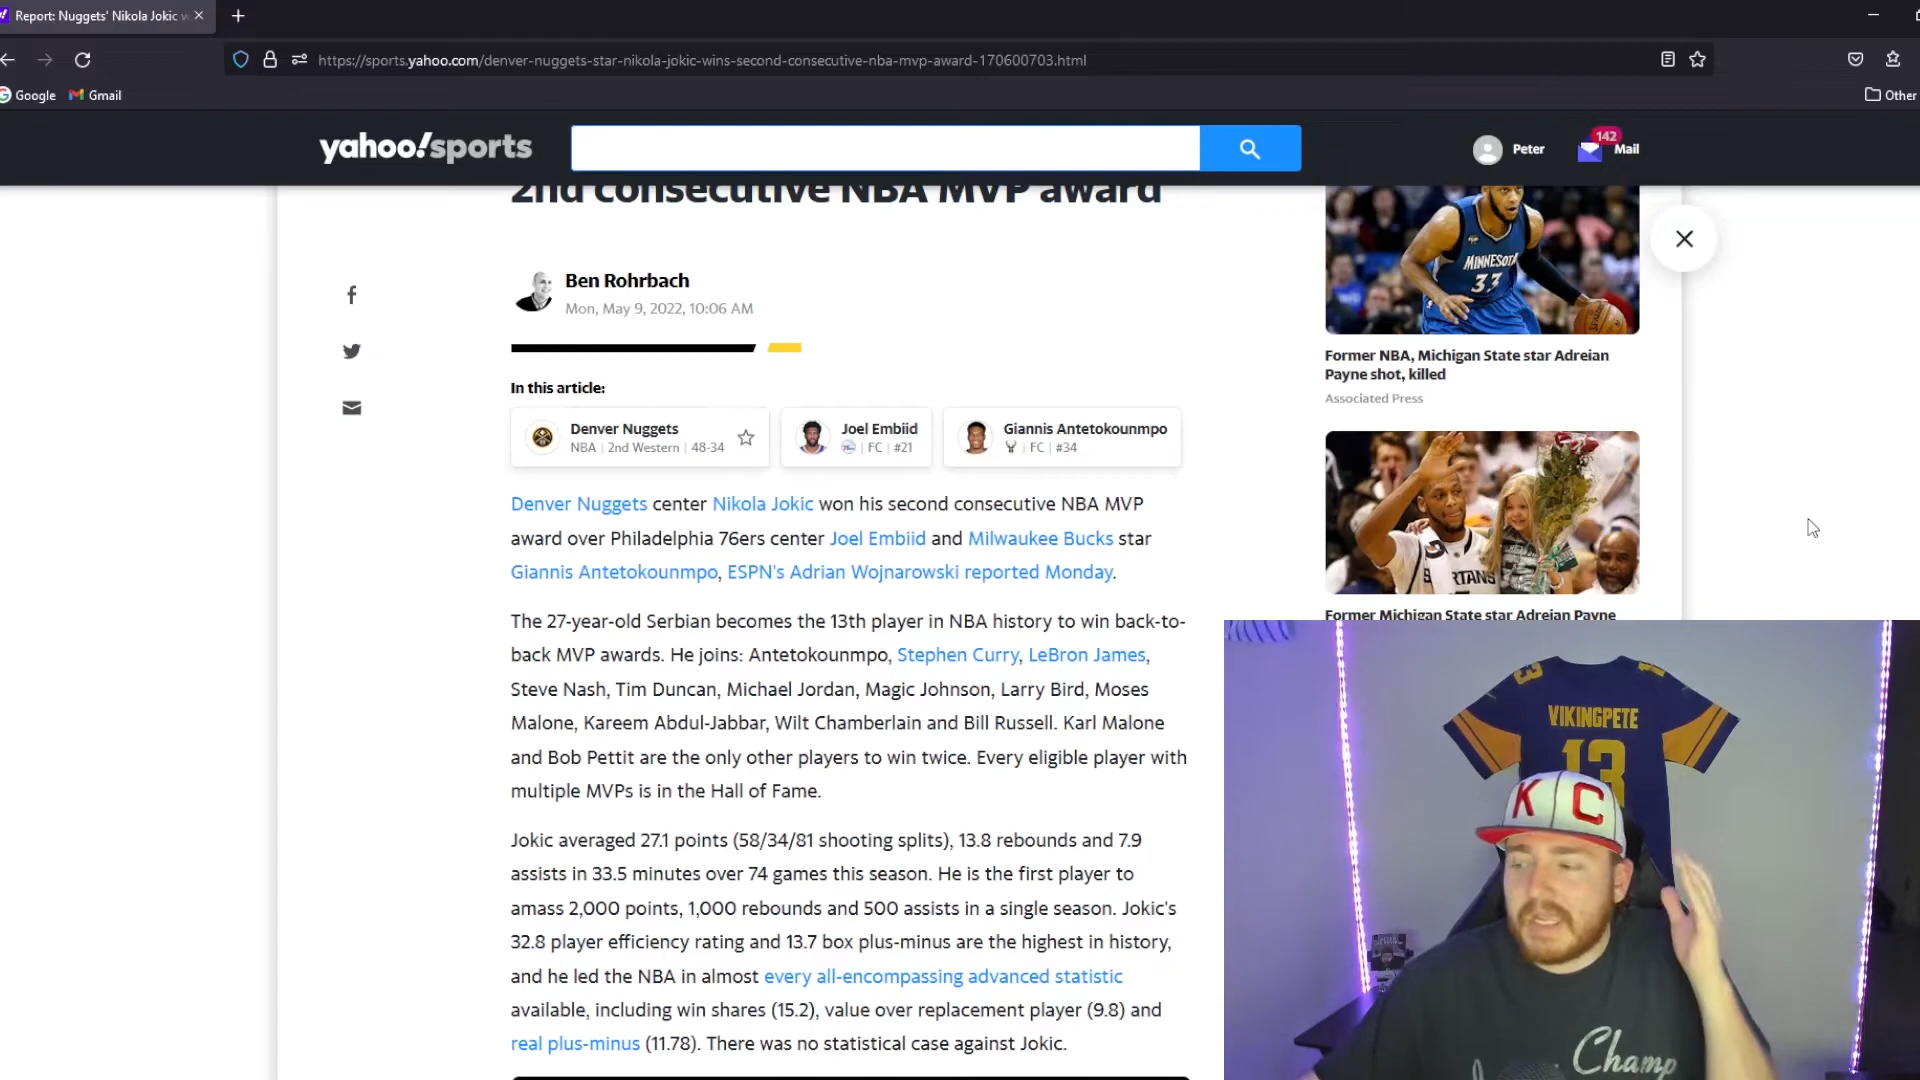 Report: Nuggets' Nikola Jokic w
https://sports.yahoo.com/denver-nuggets-star-nikola-jokic-wins-second-consecutive-nba-mvp-award-170600703.html
Google Gmail
Other
yahoo!sports
Peter
142
Mail
2nd consecutive NBA MVP award
MINNESOTA
33
Ben Rohrbach
Mon, May 9, 2022, 10:06 AM
Former NBA, Michigan State star Adreian
Payne shot, killed
Associated Press
In this article:
Denver Nuggets
NBA | 2nd Western | 48-34
Joel Embiid
| FC | #21
Giannis Antetokounmpo
| FC | #34
Denver Nuggets center Nikola Jokic won his second consecutive NBA MVP
award over Philadelphia 76ers center Joel Embiid and Milwaukee Bucks star
Giannis Antetokounmpo, ESPN's Adrian Wojnarowski reported Monday.
The 27-year-old Serbian becomes the 13th player in NBA history to win back-to-
back MVP awards. He joins: Antetokounmpo, Stephen Curry, LeBron James,
Steve Nash, Tim Duncan, Michael Jordan, Magic Johnson, Larry Bird, Moses
Malone, Kareem Abdul-Jabbar, Wilt Chamberlain and Bill Russell. Karl Malone
and Bob Pettit are the only other players to win twice. Every eligible player with
multiple MVPs is in the Hall of Fame.
Jokic averaged 27.1 points (58/34/81 shooting splits), 13.8 rebounds and 7.9
assists in 33.5 minutes over 74 games this season. He is the first player to
amass 2,000 points, 1,000 rebounds and 500 assists in a single season. Jokic's
32.8 player efficiency rating and 13.7 box plus-minus are the highest in history,
and he led the NBA in almost every all-encompassing advanced statistic
available, including win shares (15.2), value over replacement player (9.8) and
real plus-minus (11.78). There was no statistical case against Jokic.
SPARTANS
Former Michigan State star Adreian Payne
13
VIKINGPETE
13
K C
Champ